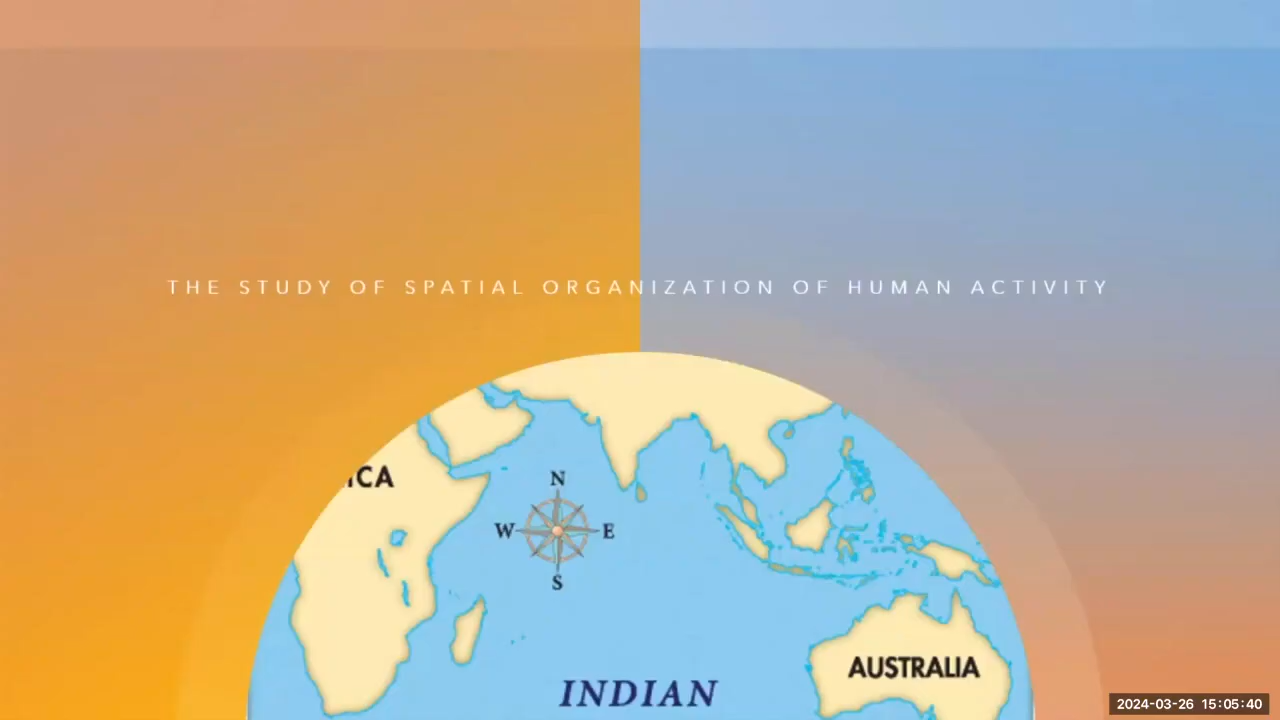 THE STUDY OF SPATIAL ORGANIZATION OF HUMAN ACTIVITY
ICA
N
W E
S
AUSTRALIA
INDIAN
2024-03-26 15:05:40